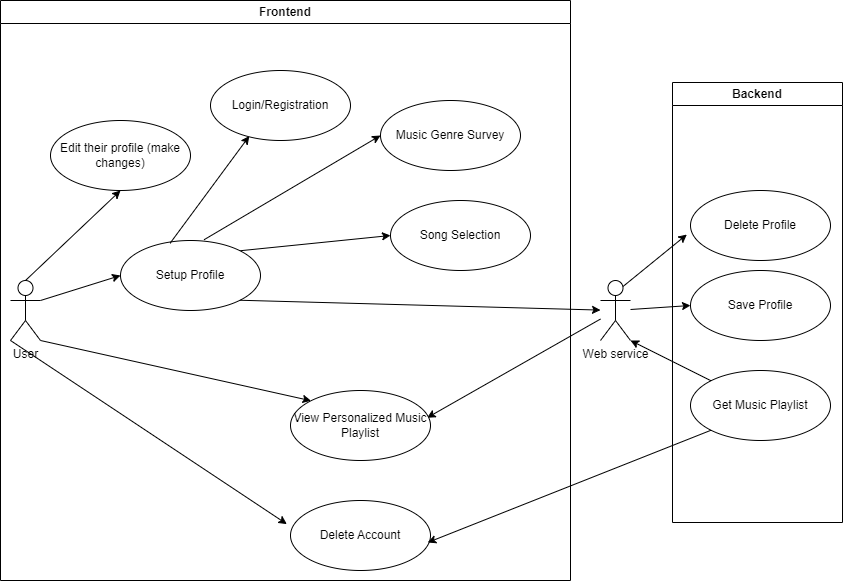 Frontend
Login/Registration
Music Genre Survey
Edit their profile (make
changes)
Song Selection
Setup Profile
User
View Personalized Music
Playlist
Delete Account
Web service
Backend
Delete Profile
Save Profile
Get Music Playlist